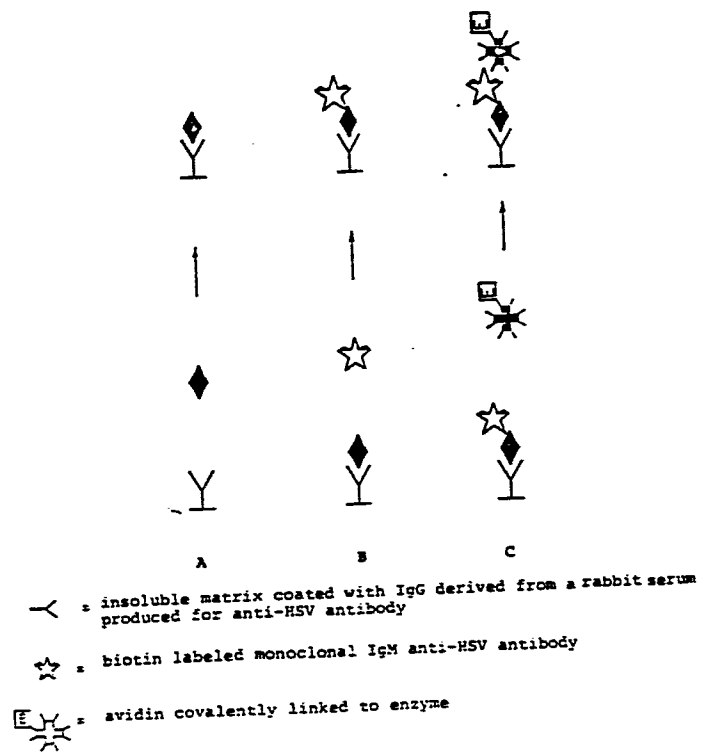 E
E
A B C
= insoluble matrix coated with IgG derived from a rabbit serum
produced for anti-HSV antibody
= biotin labeled monoclonal IgM anti-HSV antibody
E
= avidin covalently linked to enzyme